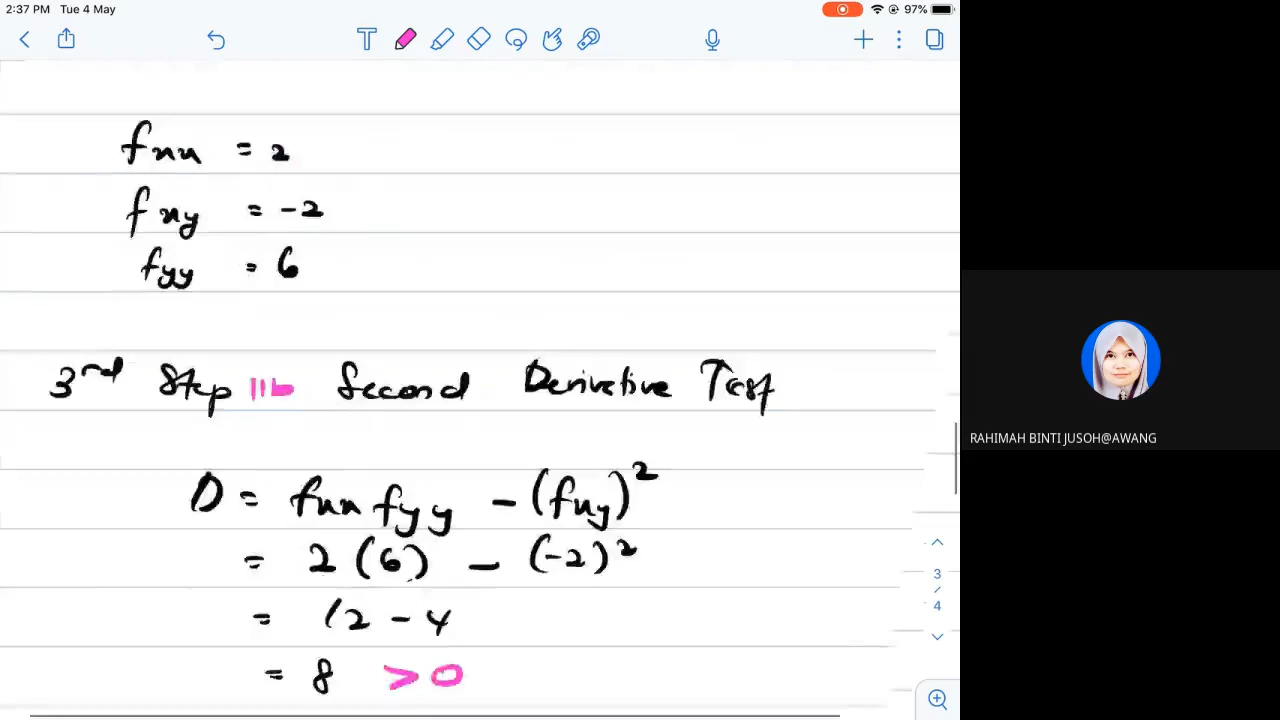 2:37 PM Tue 4 May
97%
fxx = 2
fxy = -2
fyy = 6
3rd Step Second Derivative Test
D = fxx fyy - (fxy)²
= 2 (6) - (-2)²
= 12 - 4
= 8 > 0
3
/
4
RAHIMAH BINTI JUSOH@AWANG